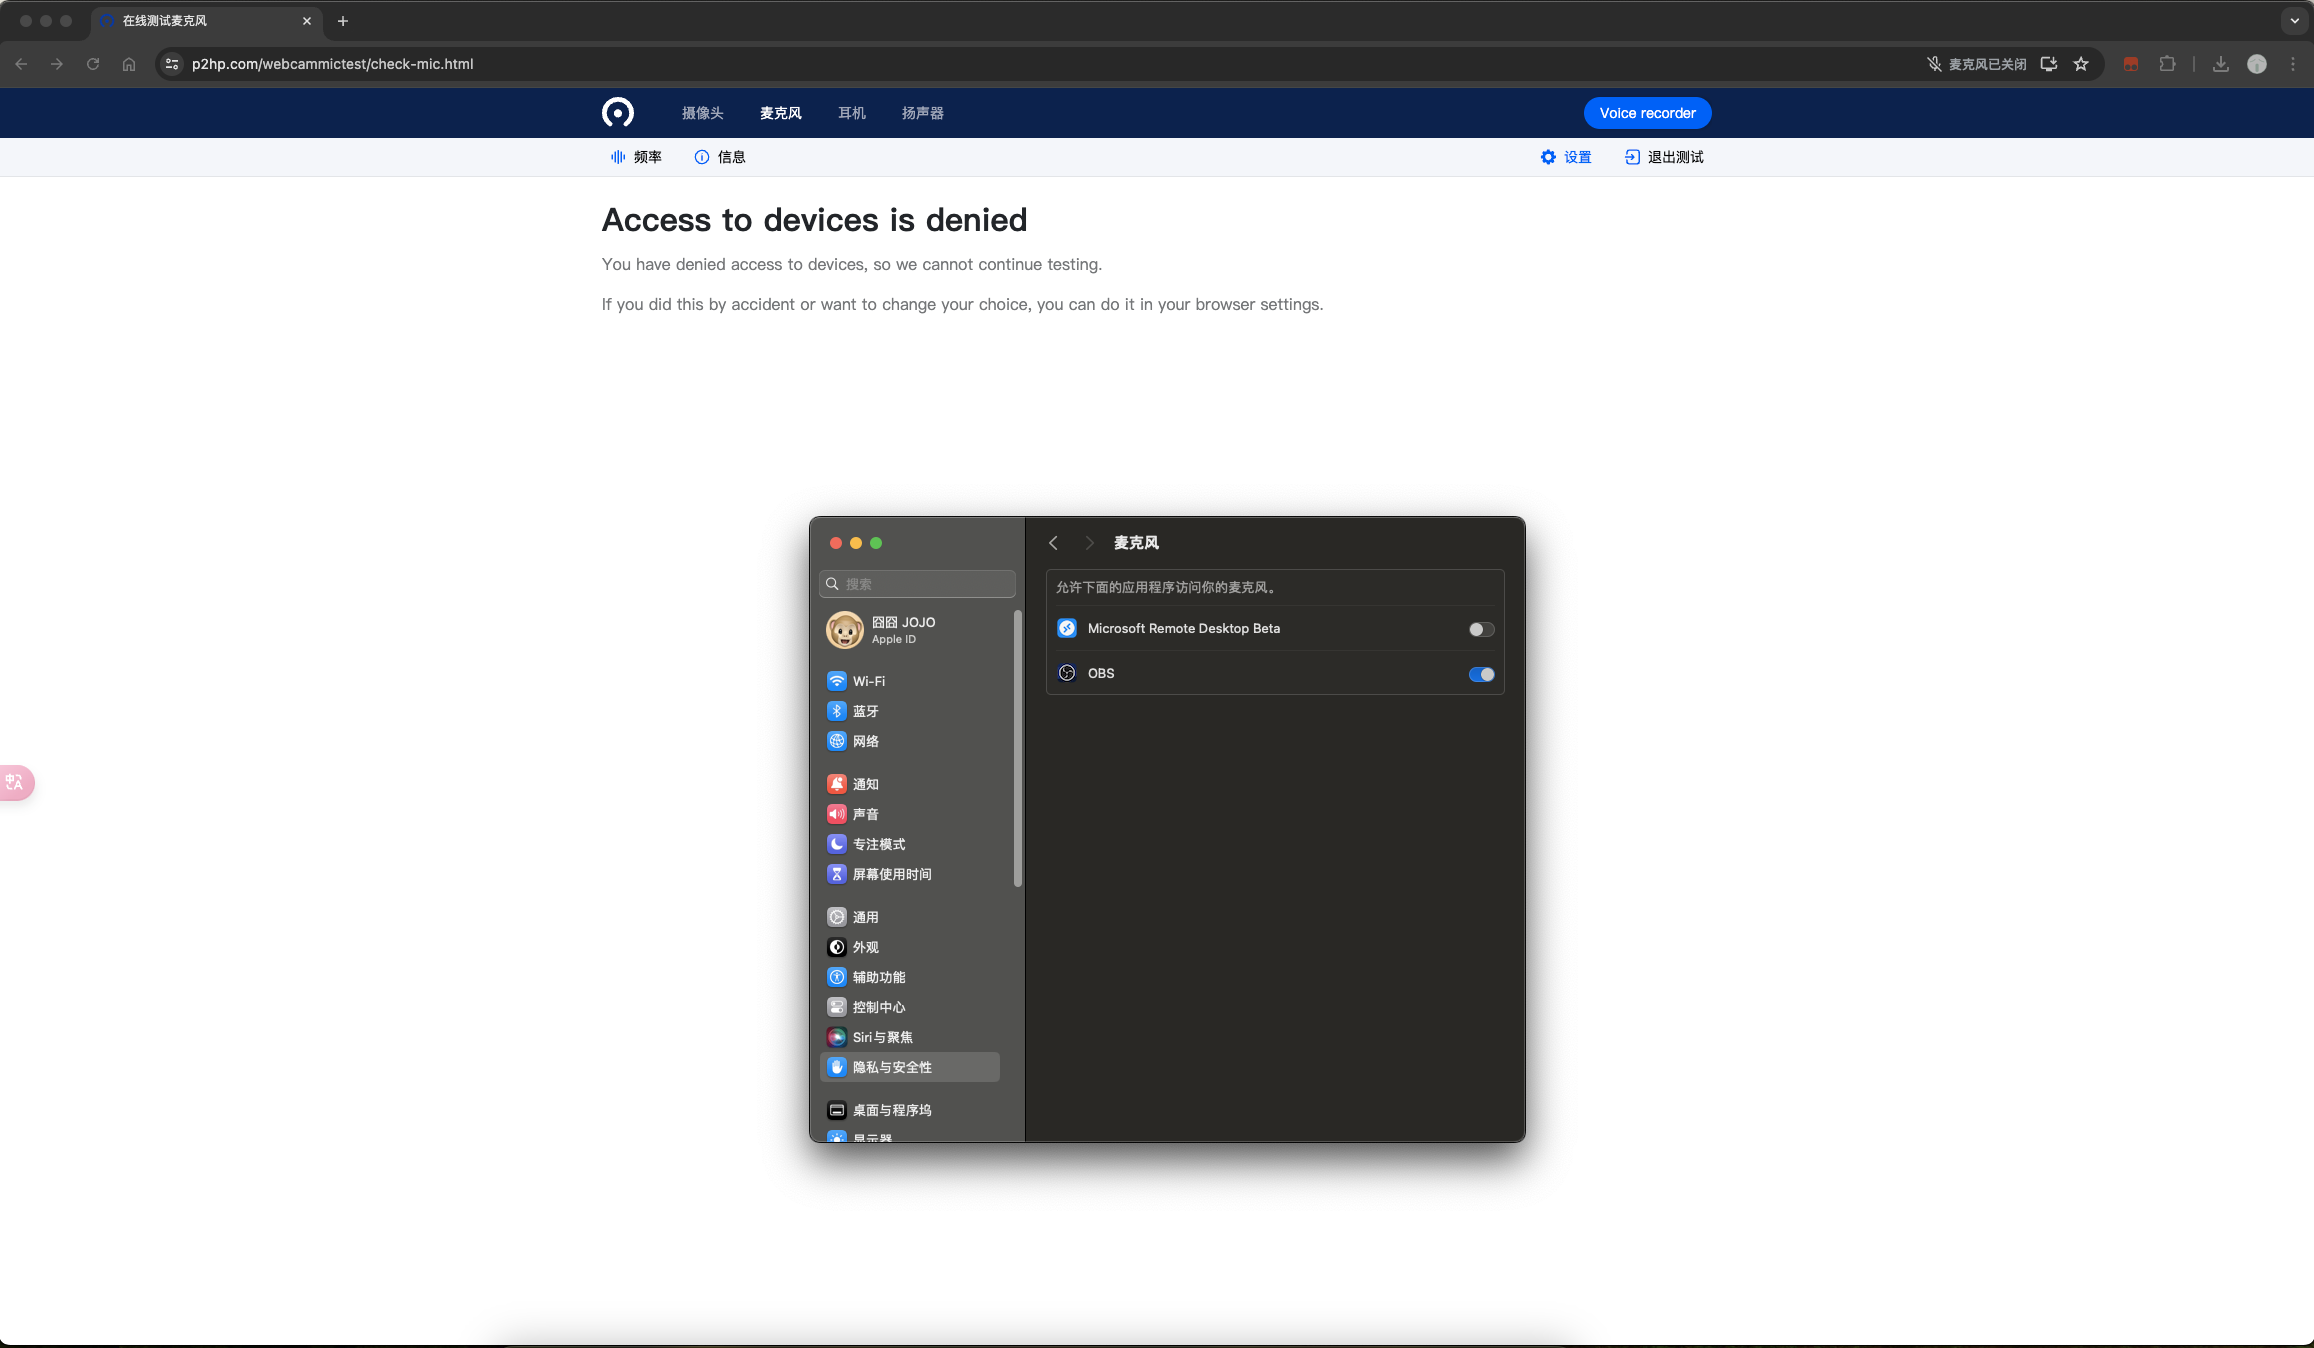 在线测试麦克风
p2hp.com/webcammictest/check-mic.html
麦克风已关闭
摄像头
麦克风
耳机
扬声器
Voice recorder
频率
信息
设置
退出测试
Access to devices is denied
You have denied access to devices, so we cannot continue testing.
If you did this by accident or want to change your choice, you can do it in your browser settings.
中
A
搜索
囧囧 JOJO
Apple ID
Wi-Fi
蓝牙
网络
通知
声音
专注模式
屏幕使用时间
通用
外观
辅助功能
控制中心
Siri与聚焦
隐私与安全性
桌面与程序坞
显示器
麦克风
允许下面的应用程序访问你的麦克风。
Microsoft Remote Desktop Beta
OBS